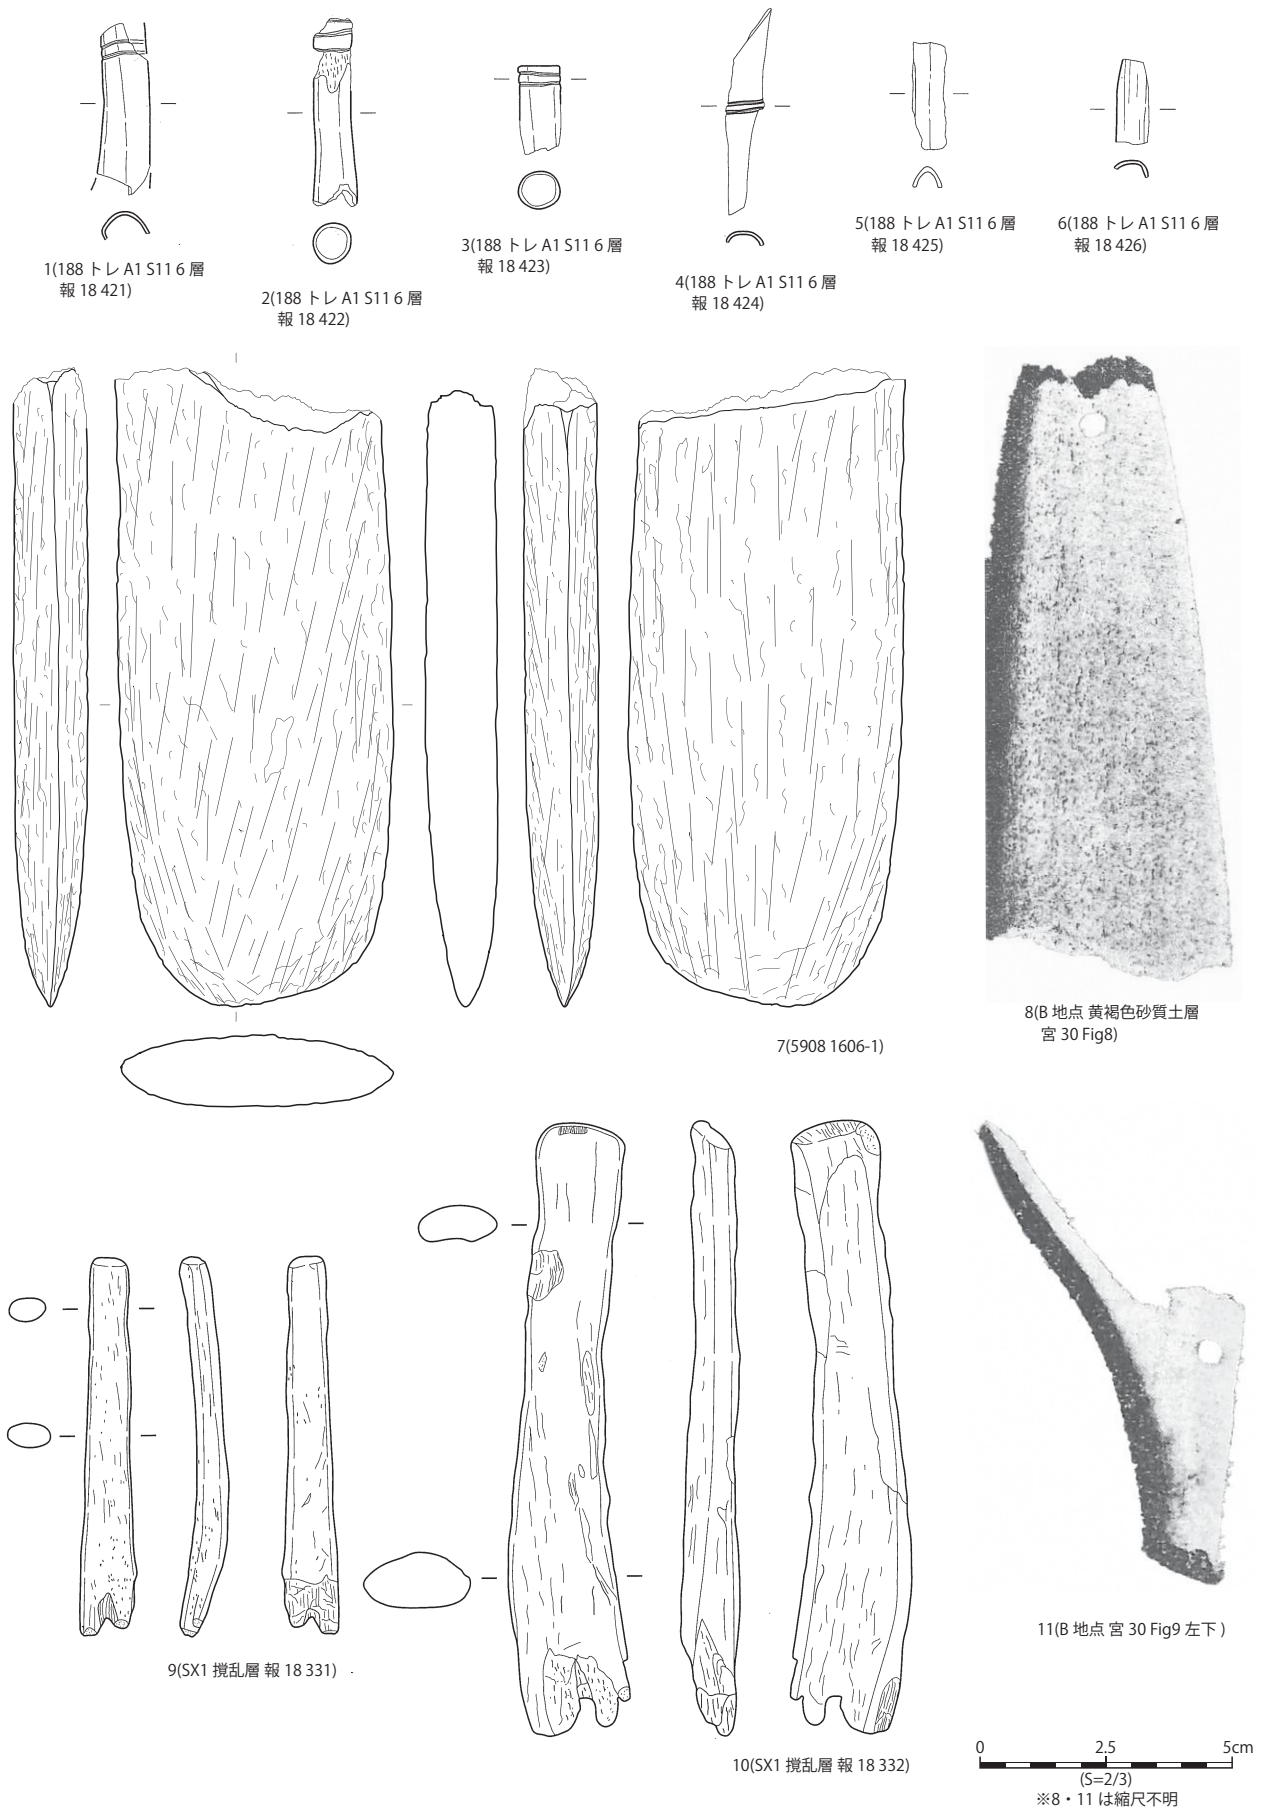 1(188 トレ A1 S11 6 層
報 18 421)
2(188 トレ A1 S11 6 層
報 18 422)
3(188 トレ A1 S11 6 層
報 18 423)
4(188 トレ A1 S11 6 層
報 18 424)
5(188 トレ A1 S11 6 層
報 18 425)
6(188 トレ A1 S11 6 層
報 18 426)
7(5908 1606-1)
8(B 地点 黄褐色砂質土層
宮 30 Fig8)
9(SX1 撹乱層 報 18 331)
10(SX1 撹乱層 報 18 332)
11(B 地点 宮 30 Fig9 左下 )
0 2.5 5cm
(S=2/3)
※8・11 は縮尺不明